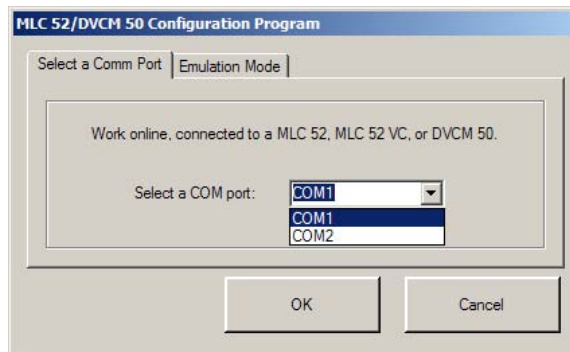 MLC 52/DVCM 50 Configuration Program
Select a Comm Port
Emulation Mode
Work online, connected to a MLC 52, MLC 52 VC, or DVCM 50.
Select a COM port:
COM1
COM1
COM2
OK
Cancel